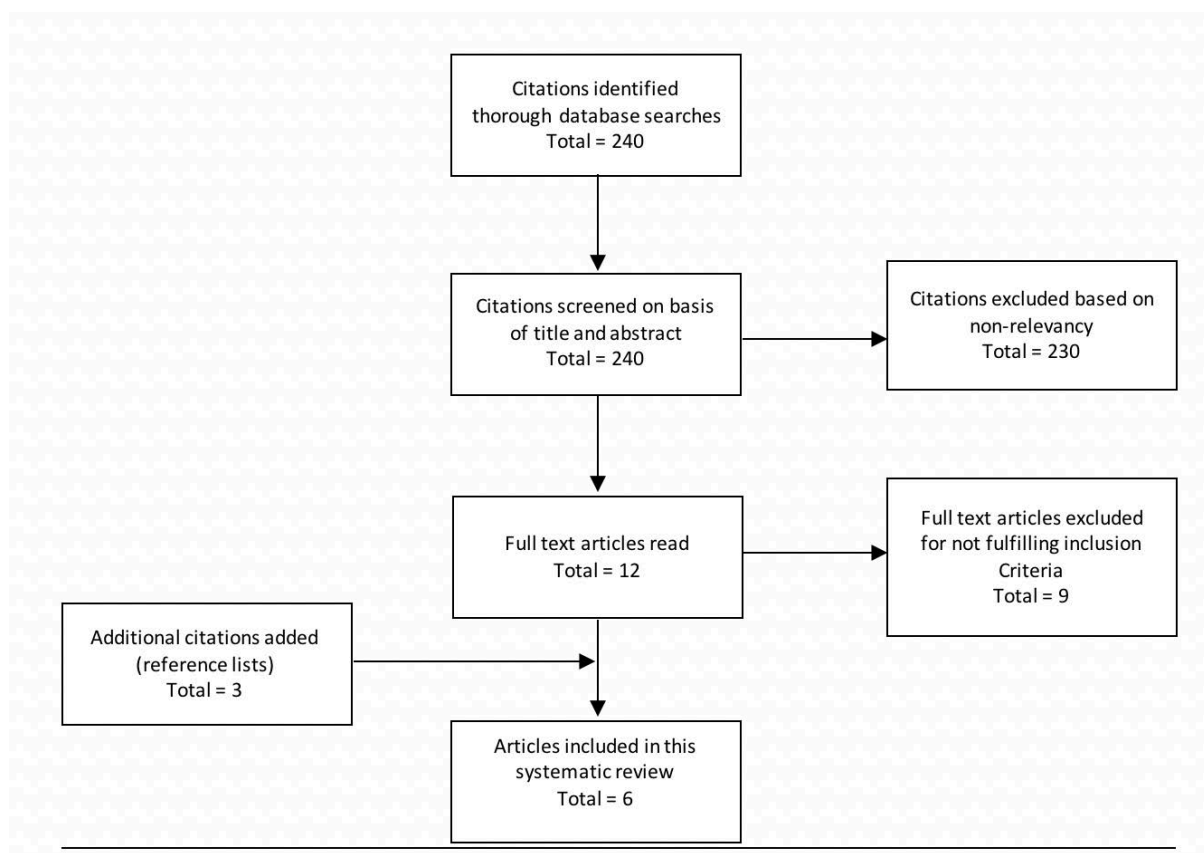 Citations identified
thorough database searches
Total = 240
Citations screened on basis
of title and abstract
Total = 240
Citations excluded based on
non-relevancy
Total = 230
Full text articles read
Total = 12
Full text articles excluded
for not fulfilling inclusion
Criteria
Total = 9
Additional citations added
(reference lists)
Total = 3
Articles included in this
systematic review
Total = 6